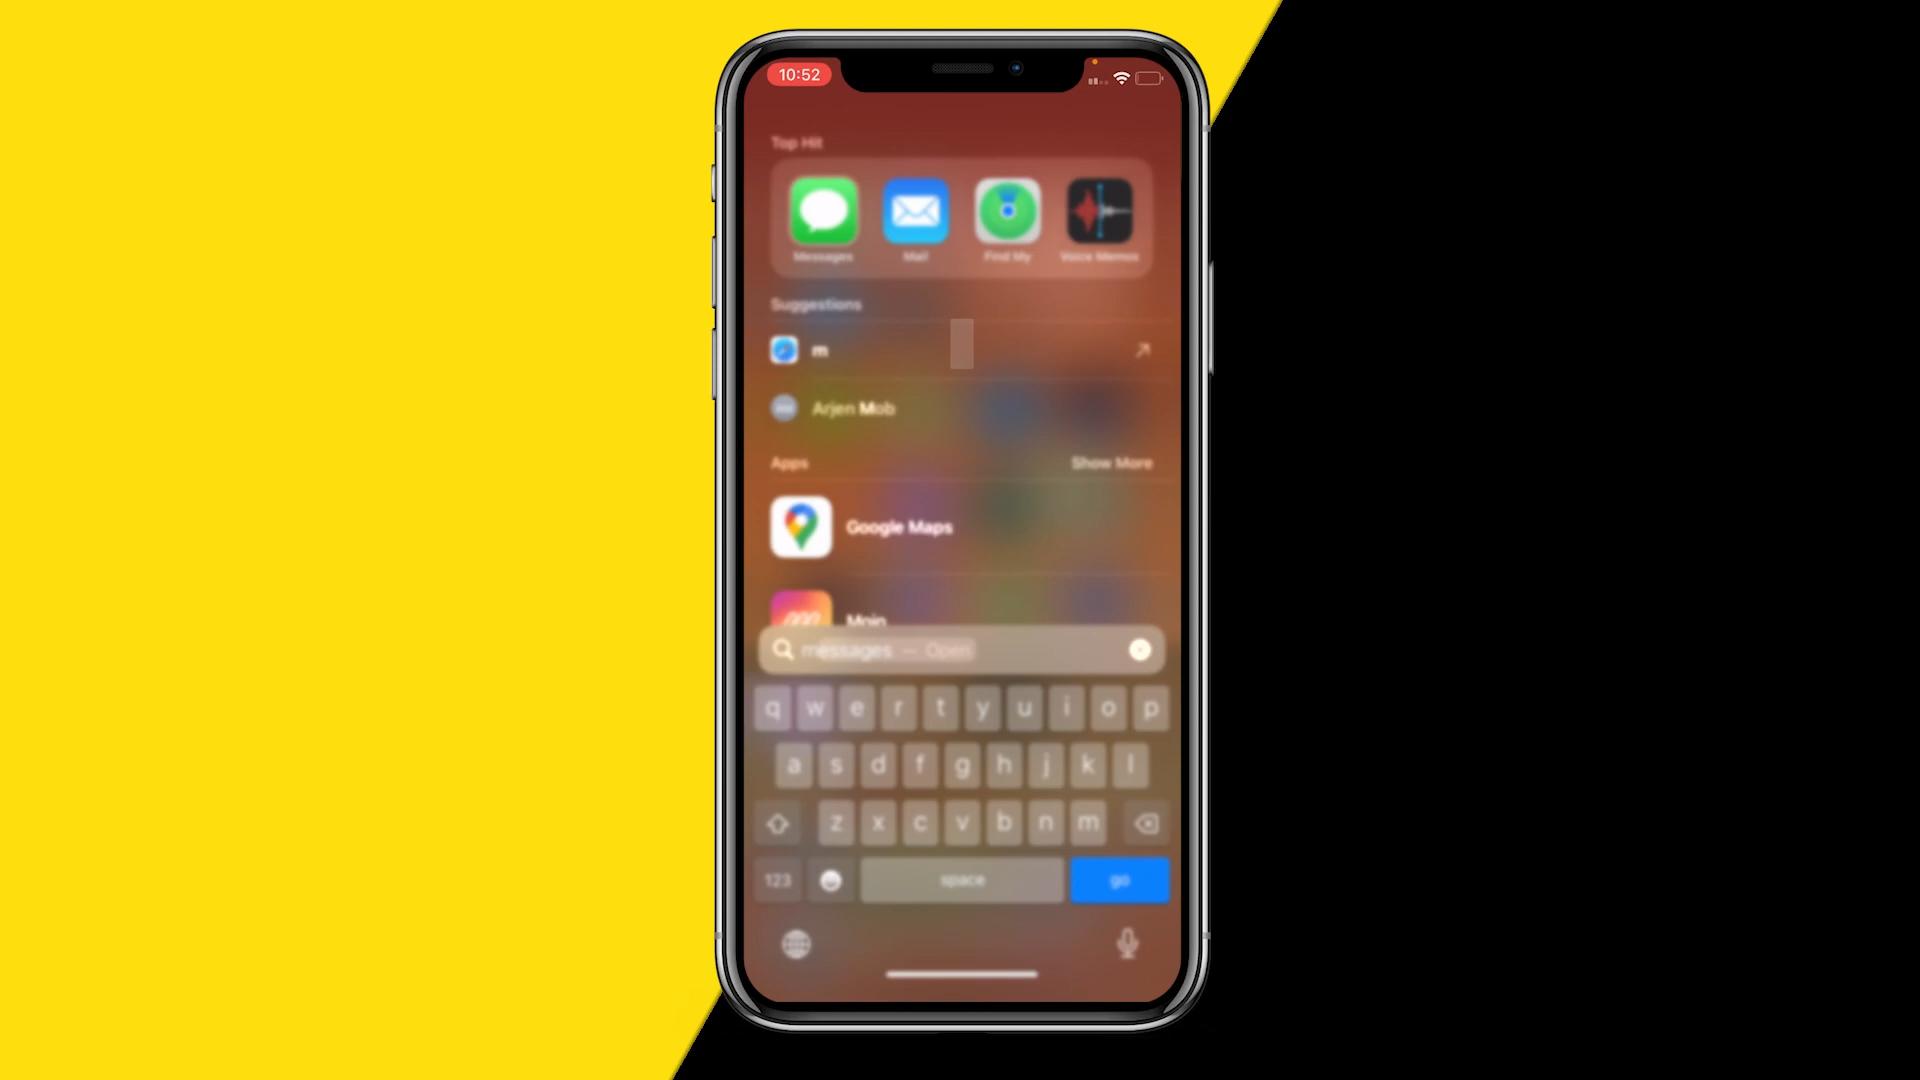 10:52
Top Hit
Messages Mail Find My Voice Memos
Suggestions
m
Arjen Mob
Apps Show More
Google Maps
Mojo
messages — Open
q w e r t y u i o p
a s d f g h j k l
z x c v b n m
123 space go